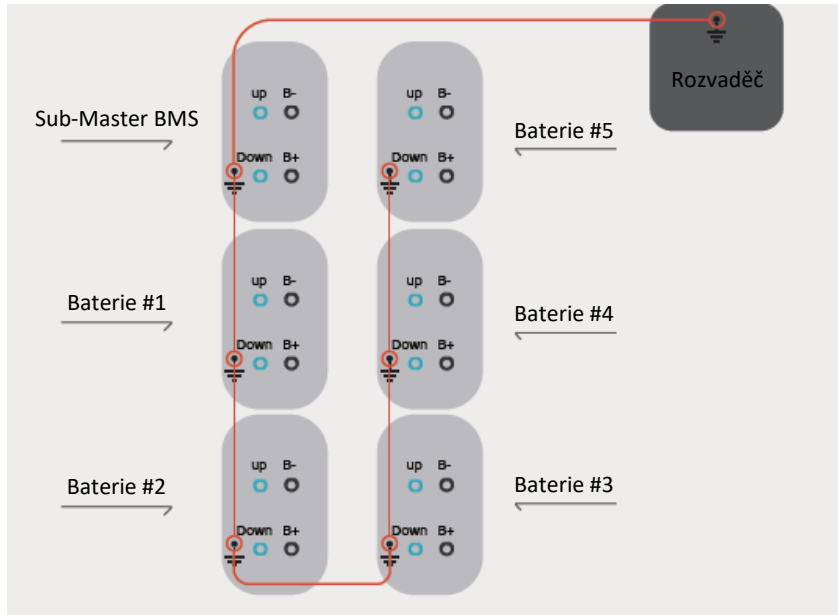 Rozvaděč
Sub-Master BMS
up B-
Down B+
up B-
Down B+
Baterie #5
Baterie #1
up B-
Down B+
up B-
Down B+
Baterie #4
Baterie #2
up B-
Down B+
up B-
Down B+
Baterie #3